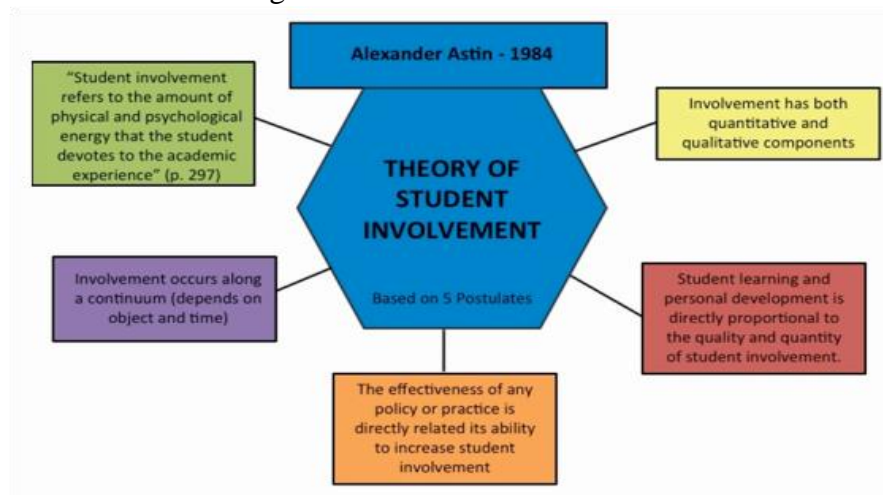 Alexander Astin - 1984
"Student involvement
refers to the amount of
physical and psychological
energy that the student
devotes to the academic
experience" (p. 297)
Involvement has both
quantitative and
qualitative components
THEORY OF
STUDENT
INVOLVEMENT
Based on 5 Postulates
Involvement occurs along
a continuum (depends on
object and time)
Student learning and
personal development is
directly proportional to
the quality and quantity
of student involvement.
The effectiveness of any
policy or practice is
directly related its ability
to increase student
involvement